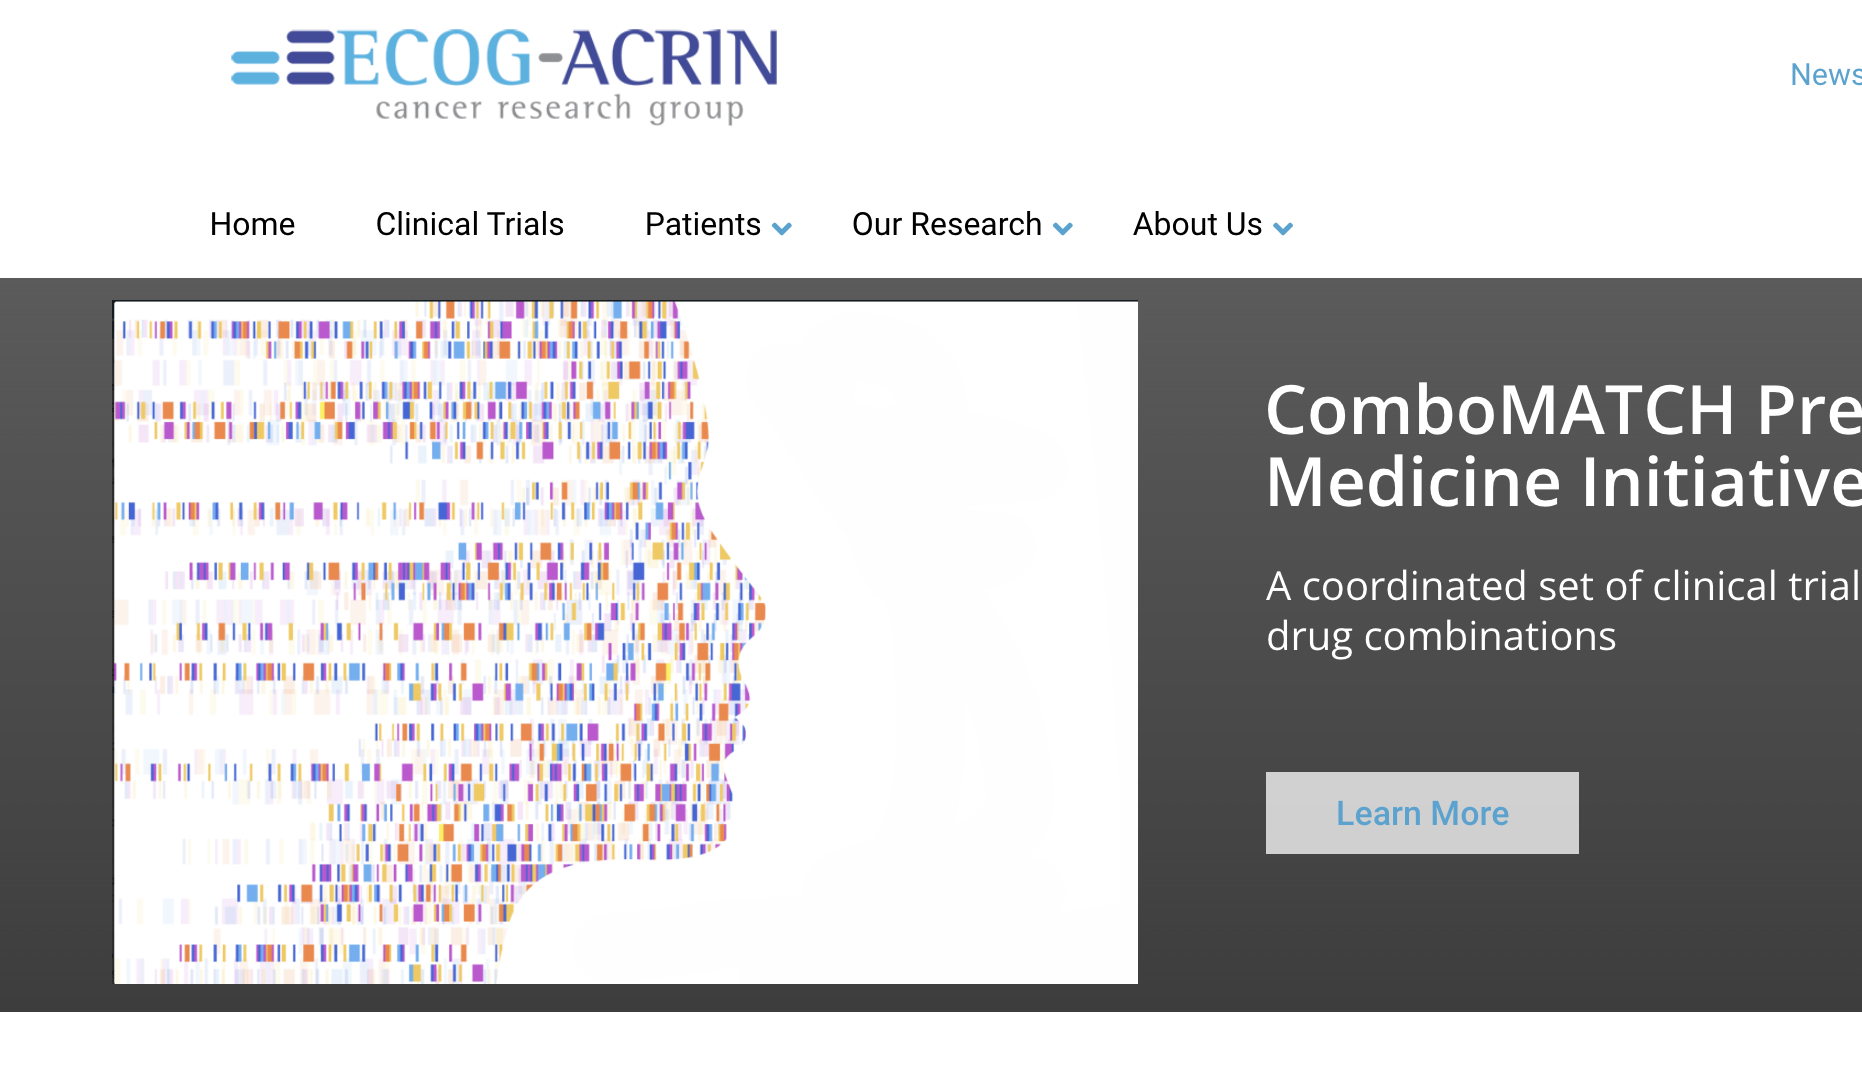 ECOG-ACRIN
cancer research group
News
Home Clinical Trials Patients Our Research About Us
ComboMATCH Pre
Medicine Initiative
A coordinated set of clinical trial
drug combinations
Learn More